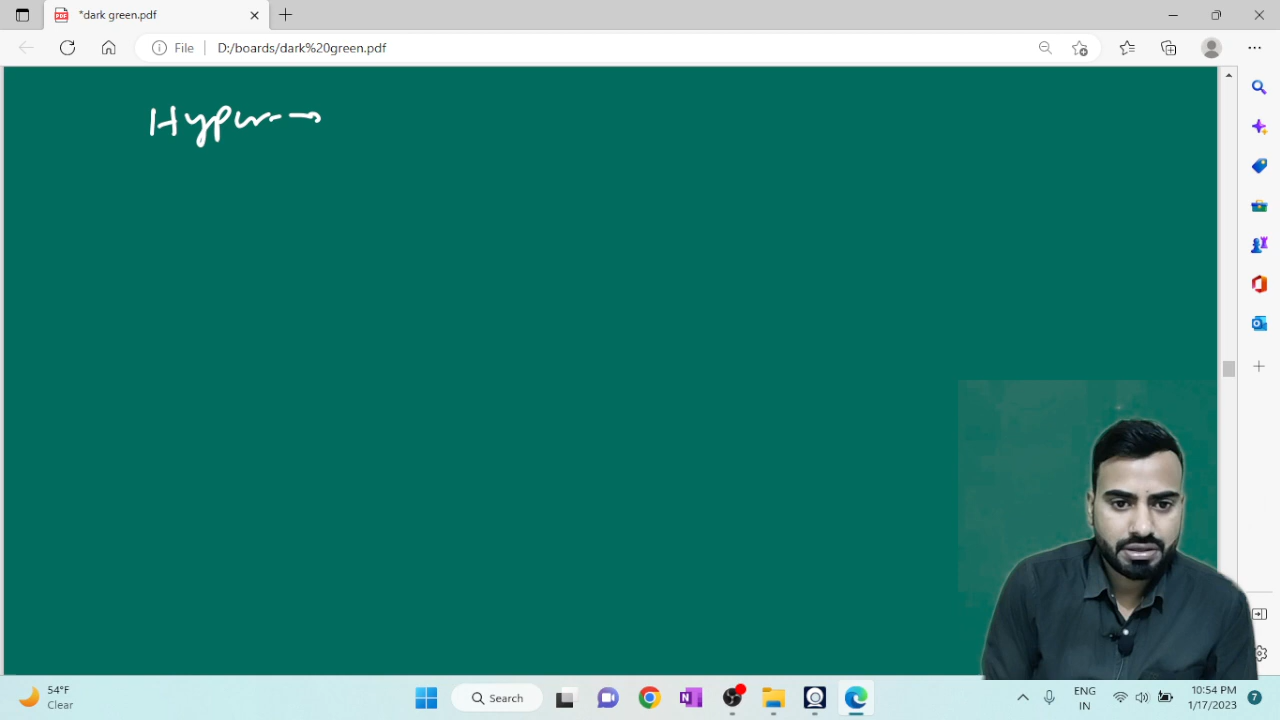 *dark green.pdf
File D:/boards/dark%20green.pdf
Hyper →
54°F
Clear
Search
ENG
IN
10:54 PM
1/17/2023
7